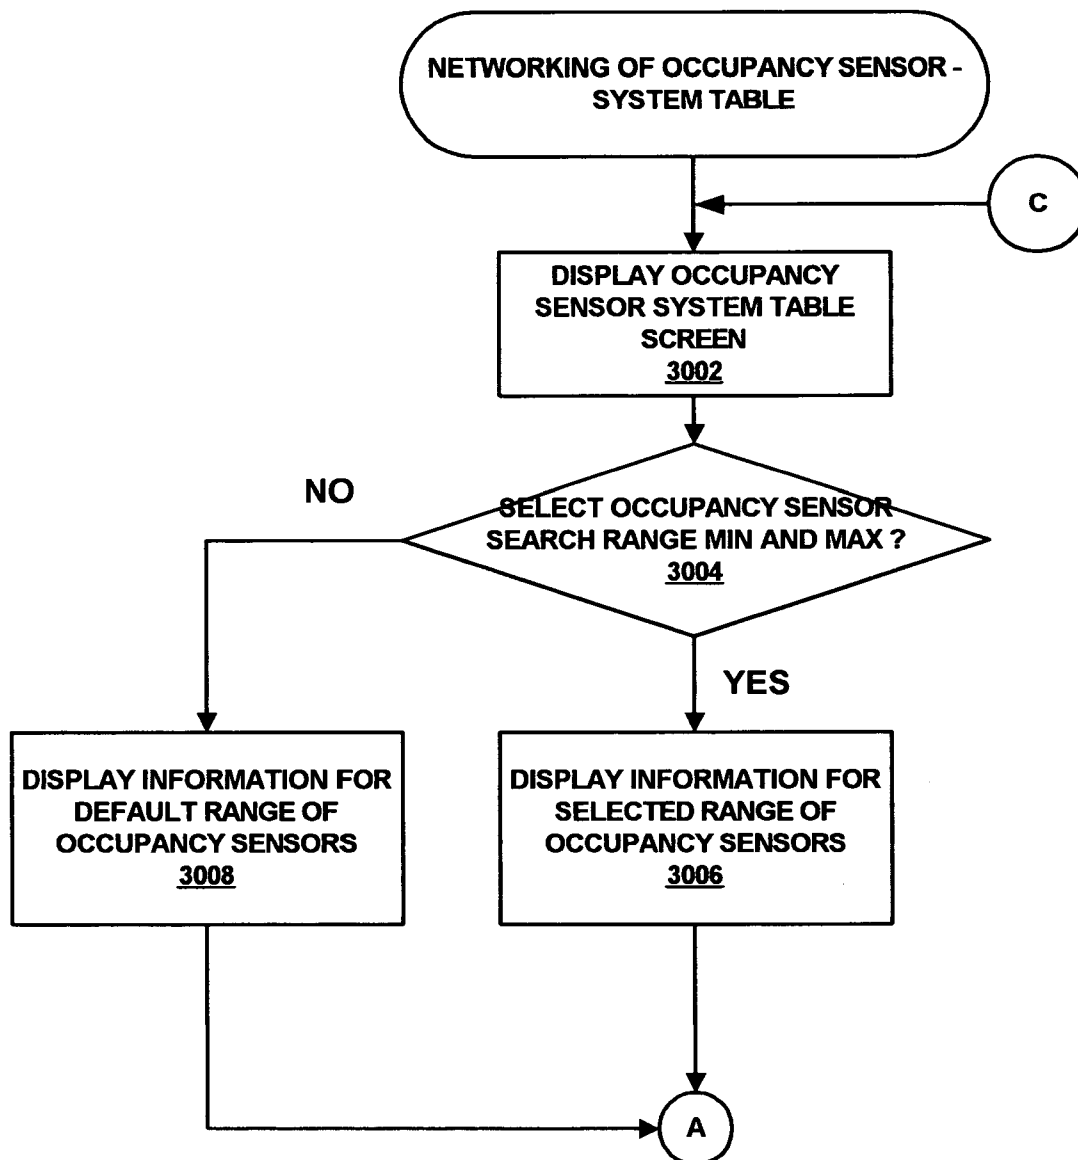 NETWORKING OF OCCUPANCY SENSOR -
SYSTEM TABLE
C
DISPLAY OCCUPANCY
SENSOR SYSTEM TABLE
SCREEN
3002
NO
SELECT OCCUPANCY SENSOR
SEARCH RANGE MIN AND MAX ?
3004
YES
DISPLAY INFORMATION FOR
DEFAULT RANGE OF
OCCUPANCY SENSORS
3008
DISPLAY INFORMATION FOR
SELECTED RANGE OF
OCCUPANCY SENSORS
3006
A